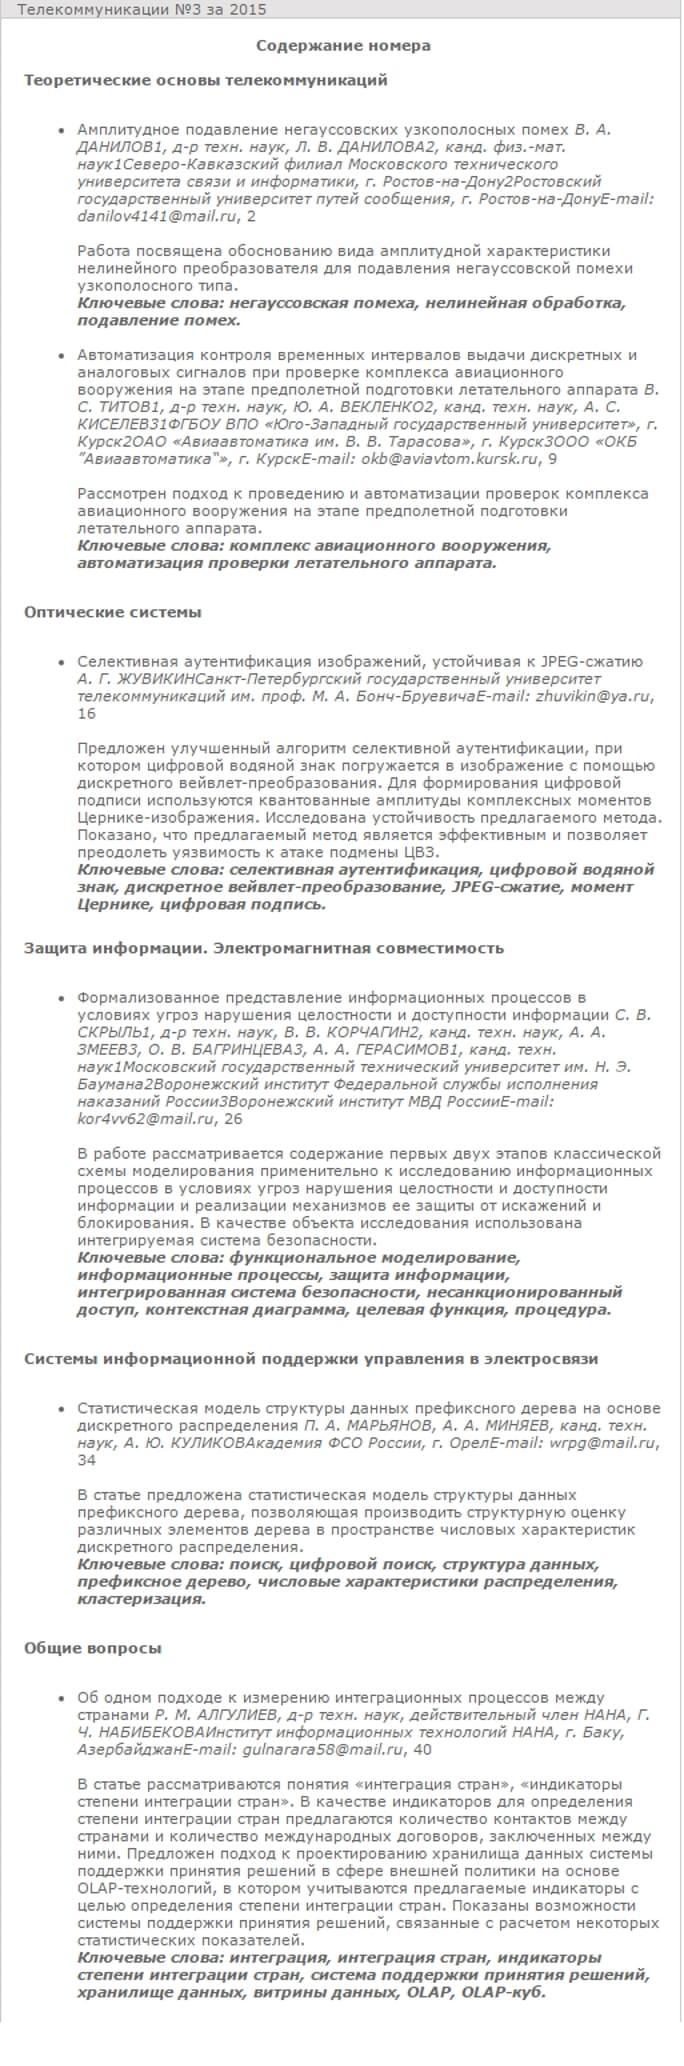 Телекоммуникации №3 за 2015
Содержание номера
Теоретические основы телекоммуникаций
• Амплитудное подавление негауссовских узкополосных помех В. А.
ДАНИЛОВ1, д-р техн. наук, Л. В. ДАНИЛОВА2, канд. физ.-мат.
наук1Северо-Кавказский филиал Московского технического
университета связи и информатики, г. Ростов-на-Дону2Ростовский
государственный университет путей сообщения, г. Ростов-на-ДонуE-mail:
danilov4141@mail.ru, 2
Работа посвящена обоснованию вида амплитудной характеристики
нелинейного преобразователя для подавления негауссовской помехи
узкополосного типа.
Ключевые слова: негауссовская помеха, нелинейная обработка,
подавление помех.
• Автоматизация контроля временных интервалов выдачи дискретных и
аналоговых сигналов при проверке комплекса авиационного
вооружения на этапе предполетной подготовки летательного аппарата В.
С. ТИТОВ1, д-р техн. наук, Ю. А. ВЕКЛЕНКО2, канд. техн. наук, А. С.
КИСЕЛЕВ31ФГБОУ ВПО «Юго-Западный государственный университет», г.
Курск2ОАО «Авиаавтоматика им. В. В. Тарасова», г. Курск3ООО «ОКБ
"Авиаавтоматика"», г. КурскE-mail: okb@aviavtom.kursk.ru, 9
Рассмотрен подход к проведению и автоматизации проверок комплекса
авиационного вооружения на этапе предполетной подготовки
летательного аппарата.
Ключевые слова: комплекс авиационного вооружения,
автоматизация проверки летательного аппарата.
Оптические системы
• Селективная аутентификация изображений, устойчивая к JPEG-сжатию
А. Г. ЖУВИКИНСанкт-Петербургский государственный университет
телекоммуникаций им. проф. М. А. Бонч-БруевичаE-mail: zhuvikin@ya.ru,
16
Предложен улучшенный алгоритм селективной аутентификации, при
котором цифровой водяной знак погружается в изображение с помощью
дискретного вейвлет-преобразования. Для формирования цифровой
подписи используются квантованные амплитуды комплексных моментов
Цернике-изображения. Исследована устойчивость предлагаемого метода.
Показано, что предлагаемый метод является эффективным и позволяет
преодолеть уязвимость к атаке подмены ЦВЗ.
Ключевые слова: селективная аутентификация, цифровой водяной
знак, дискретное вейвлет-преобразование, JPEG-сжатие, момент
Цернике, цифровая подпись.
Защита информации. Электромагнитная совместимость
• Формализованное представление информационных процессов в
условиях угроз нарушения целостности и доступности информации С. В.
СКРЫЛЬ1, д-р техн. наук, В. В. КОРЧАГИН2, канд. техн. наук, А. А.
ЗМЕЕВ3, О. В. БАГРИНЦЕВА3, А. А. ГЕРАСИМОВ1, канд. техн.
наук1Московский государственный технический университет им. Н. Э.
Баумана2Воронежский институт Федеральной службы исполнения
наказаний России3Воронежский институт МВД РоссииE-mail:
kor4vv62@mail.ru, 26
В работе рассматривается содержание первых двух этапов классической
схемы моделирования применительно к исследованию информационных
процессов в условиях угроз нарушения целостности и доступности
информации и реализации механизмов ее защиты от искажений и
блокирования. В качестве объекта исследования использована
интегрируемая система безопасности.
Ключевые слова: функциональное моделирование,
информационные процессы, защита информации,
интегрированная система безопасности, несанкционированный
доступ, контекстная диаграмма, целевая функция, процедура.
Системы информационной поддержки управления в электросвязи
• Статистическая модель структуры данных префиксного дерева на основе
дискретного распределения П. А. МАРЬЯНОВ, А. А. МИНЯЕВ, канд. техн.
наук, А. Ю. КУЛИКОВАкадемия ФСО России, г. ОрелE-mail: wrpg@mail.ru,
34
В статье предложена статистическая модель структуры данных
префиксного дерева, позволяющая производить структурную оценку
различных элементов дерева в пространстве числовых характеристик
дискретного распределения.
Ключевые слова: поиск, цифровой поиск, структура данных,
префиксное дерево, числовые характеристики распределения,
кластеризация.
Общие вопросы
• Об одном подходе к измерению интеграционных процессов между
странами Р. М. АЛГУЛИЕВ, д-р техн. наук, действительный член НАНА, Г.
Ч. НАБИБЕКОВАИнститут информационных технологий НАНА, г. Баку,
АзербайджанE-mail: gulnarara58@mail.ru, 40
В статье рассматриваются понятия «интеграция стран», «индикаторы
степени интеграции стран». В качестве индикаторов для определения
степени интеграции стран предлагаются количество контактов между
странами и количество международных договоров, заключенных между
ними. Предложен подход к проектированию хранилища данных системы
поддержки принятия решений в сфере внешней политики на основе
OLAP-технологий, в котором учитываются предлагаемые индикаторы с
целью определения степени интеграции стран. Показаны возможности
системы поддержки принятия решений, связанные с расчетом некоторых
статистических показателей.
Ключевые слова: интеграция, интеграция стран, индикаторы
степени интеграции стран, система поддержки принятия решений,
хранилище данных, витрины данных, OLAP, OLAP-куб.